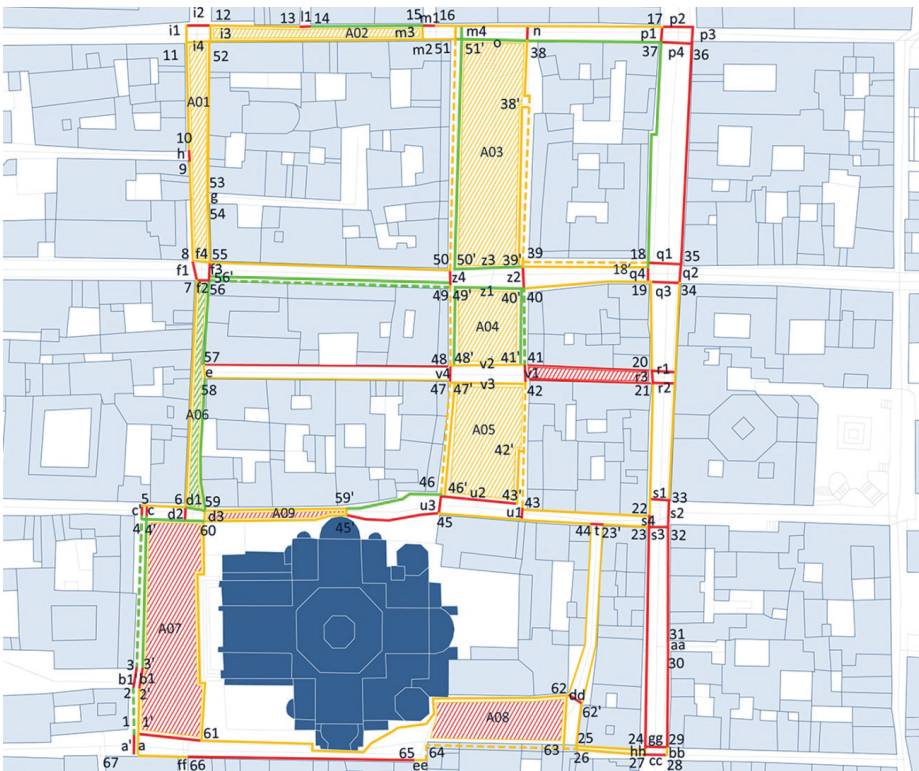 i2 12 13 l1 14 15 m1 16 17 p2
i1 i3 A02 m3 m4 n p1 p3
i4 m2 51 51' o 38 37 p4 36
11 52
A01 38'
10
h A03
9
53
g
54
8 f4 55 50 50' z3 39' 39 18 q1 35
f1 f3 56' z4 z2 18' q4 q2
7 f2 56 49 49' z1 40' 40 19 q3 34
A04
57 48 48' v2 41' 41 20
e v4 v1 r3 r1
58 47 47' v3 42 21 r2
A06 A05
42'
5 6 d1 59 59' 46 46' u2 43' 43 s1 33
c' c d2 d3 A09 u3 u1 22 s4 s2
4 4' 60 45' 45 44 t 23' 23 s3 32
A07 31
aa
3 3' 30
b1' b1
2 2' 62 dd
62'
1 1' 61 A08
a' a 65 64 63 25 24 gg 29
67 ff 66 ee 26 hh bb
27 cc 28